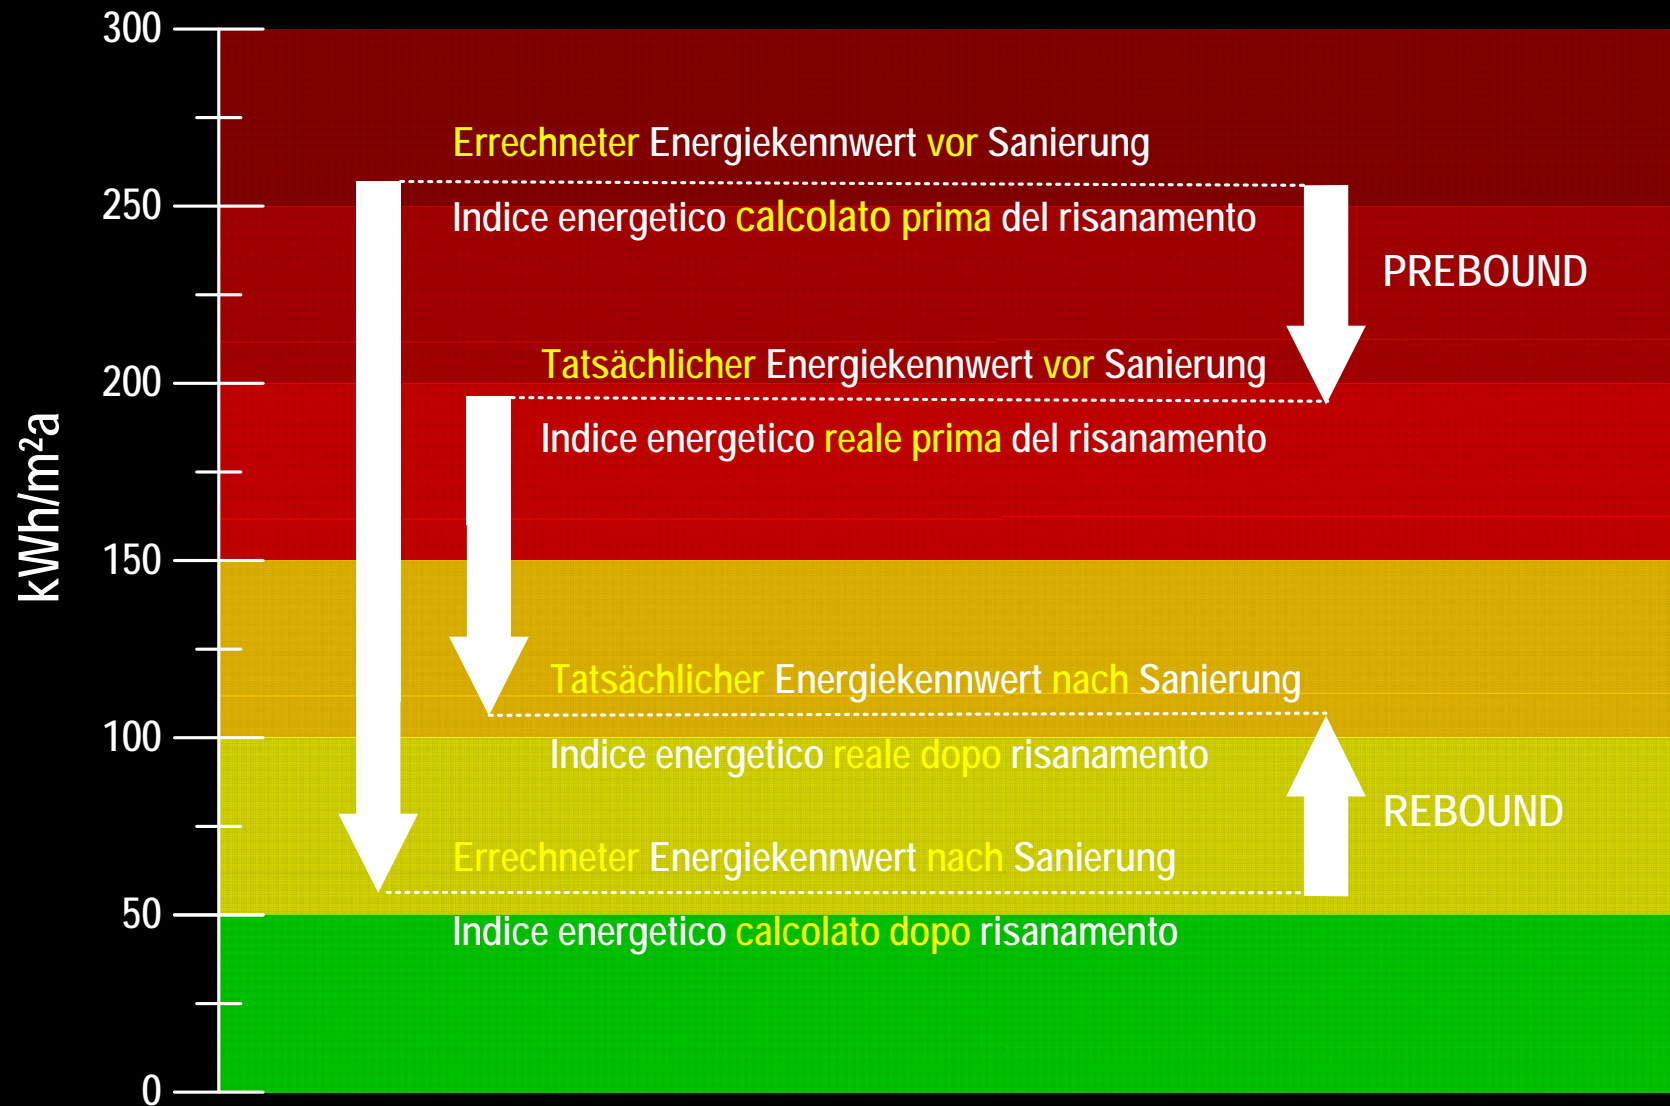 300
Errechneter Energiekennwert vor Sanierung
250
Indice energetico calcolato prima del risanamento
PREBOUND
Tatsächlicher Energiekennwert vor Sanierung
200
Indice energetico reale prima del risanamento
kWh/m²a
150
Tatsächlicher Energiekennwert nach Sanierung
100
Indice energetico reale dopo risanamento
REBOUND
Errechneter Energiekennwert nach Sanierung
50
Indice energetico calcolato dopo risanamento
0